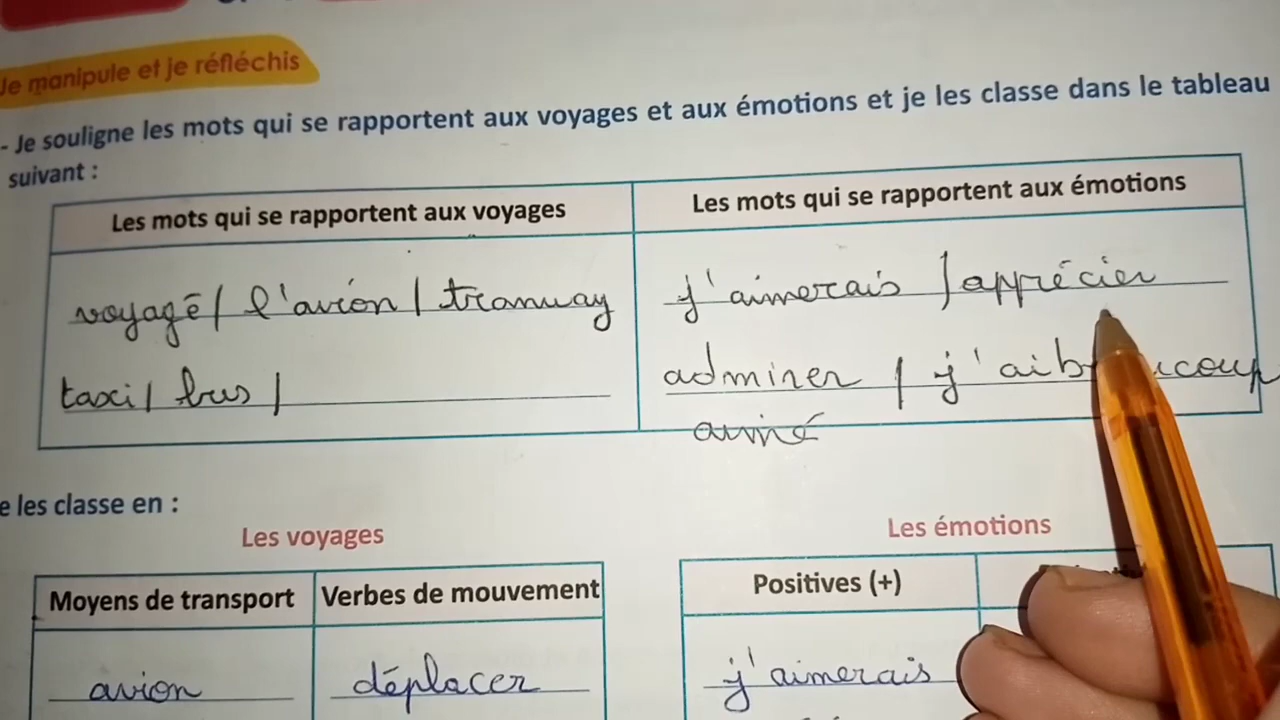 Je manipule et je réfléchis
- Je souligne les mots qui se rapportent aux voyages et aux émotions et je les classe dans le tableau
suivant :
Les mots qui se rapportent aux voyages
Les mots qui se rapportent aux émotions
voyagé / l'avion / tramway
taxi / bus /
j'aimerais / apprécier
admirer / j'ai
aimé
e les classe en :
Les voyages
Les émotions
Moyens de transport
Verbes de mouvement
Positives (+)
avion
déplacer
j'aimerais